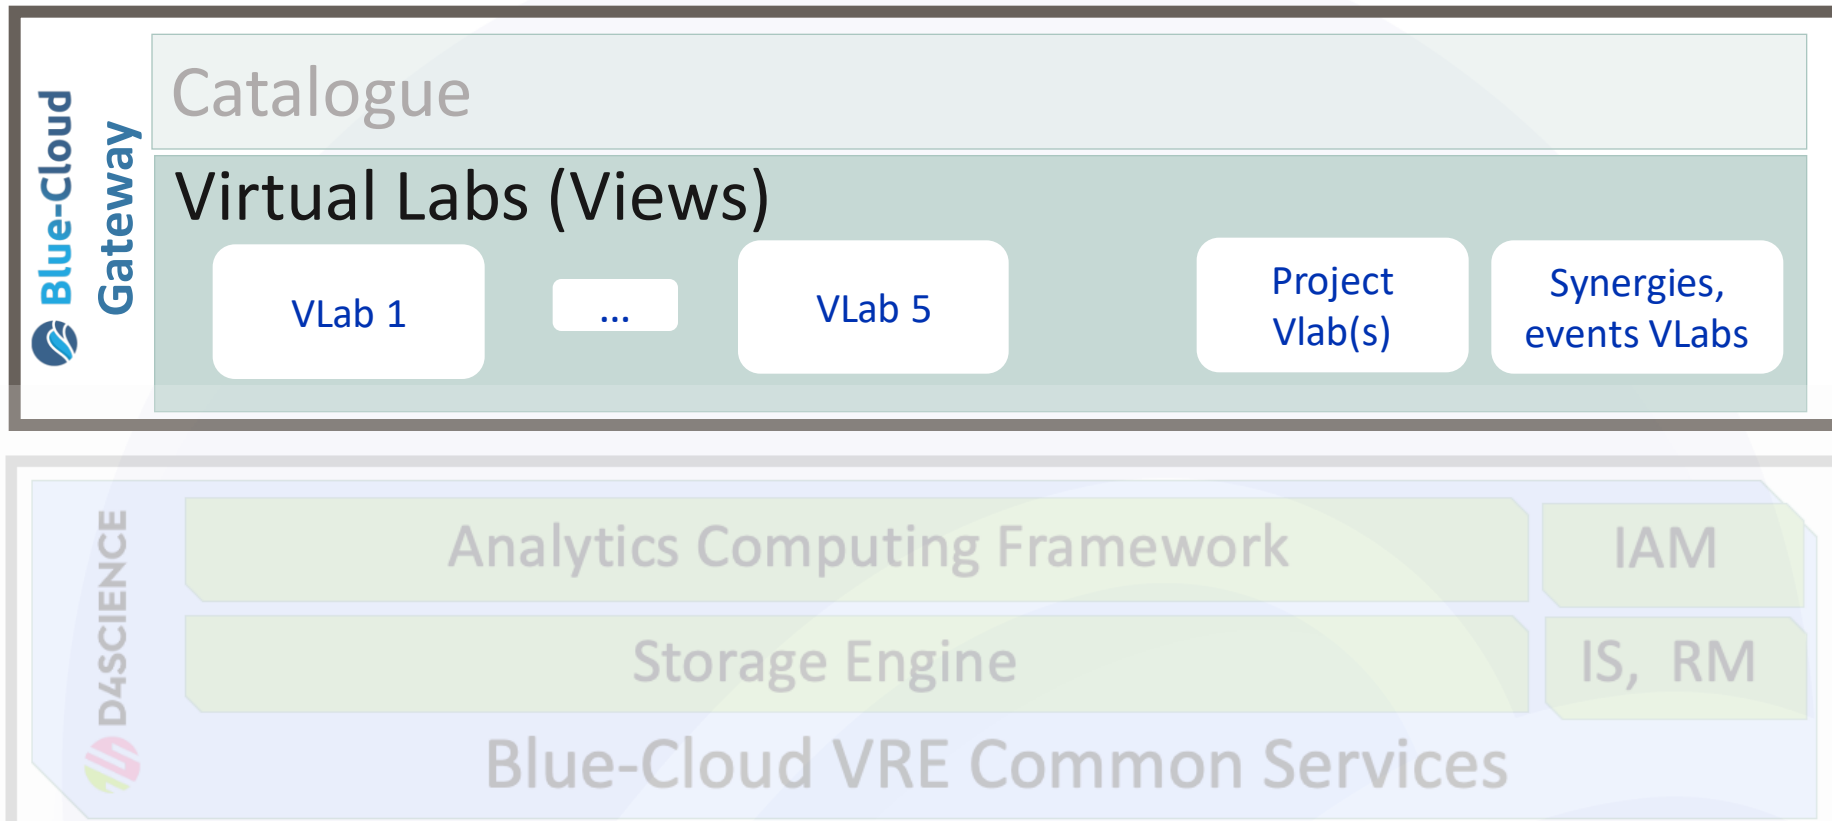 Blue-Cloud
Gateway
Catalogue
Virtual Labs (Views)
VLab 1
...
VLab 5
Project
Vlab(s)
Synergies,
events VLabs
D4SCIENCE
Analytics Computing Framework
IAM
Storage Engine
IS, RM
Blue-Cloud VRE Common Services